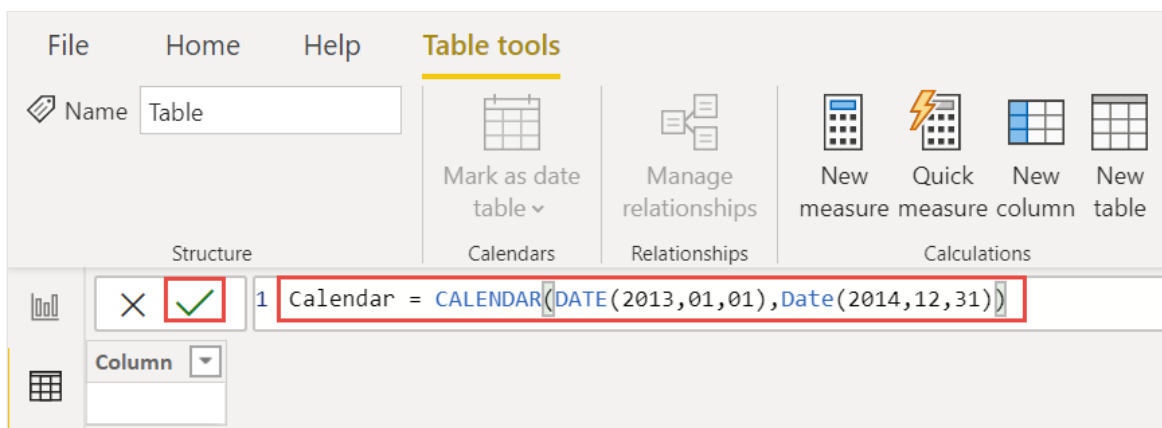 File Home Help Table tools
Name Table
Mark as date table
Manage relationships
New measure
Quick measure
New column
New table
Structure Calendars Relationships Calculations
1 Calendar = CALENDAR(DATE(2013,01,01),Date(2014,12,31))
Column